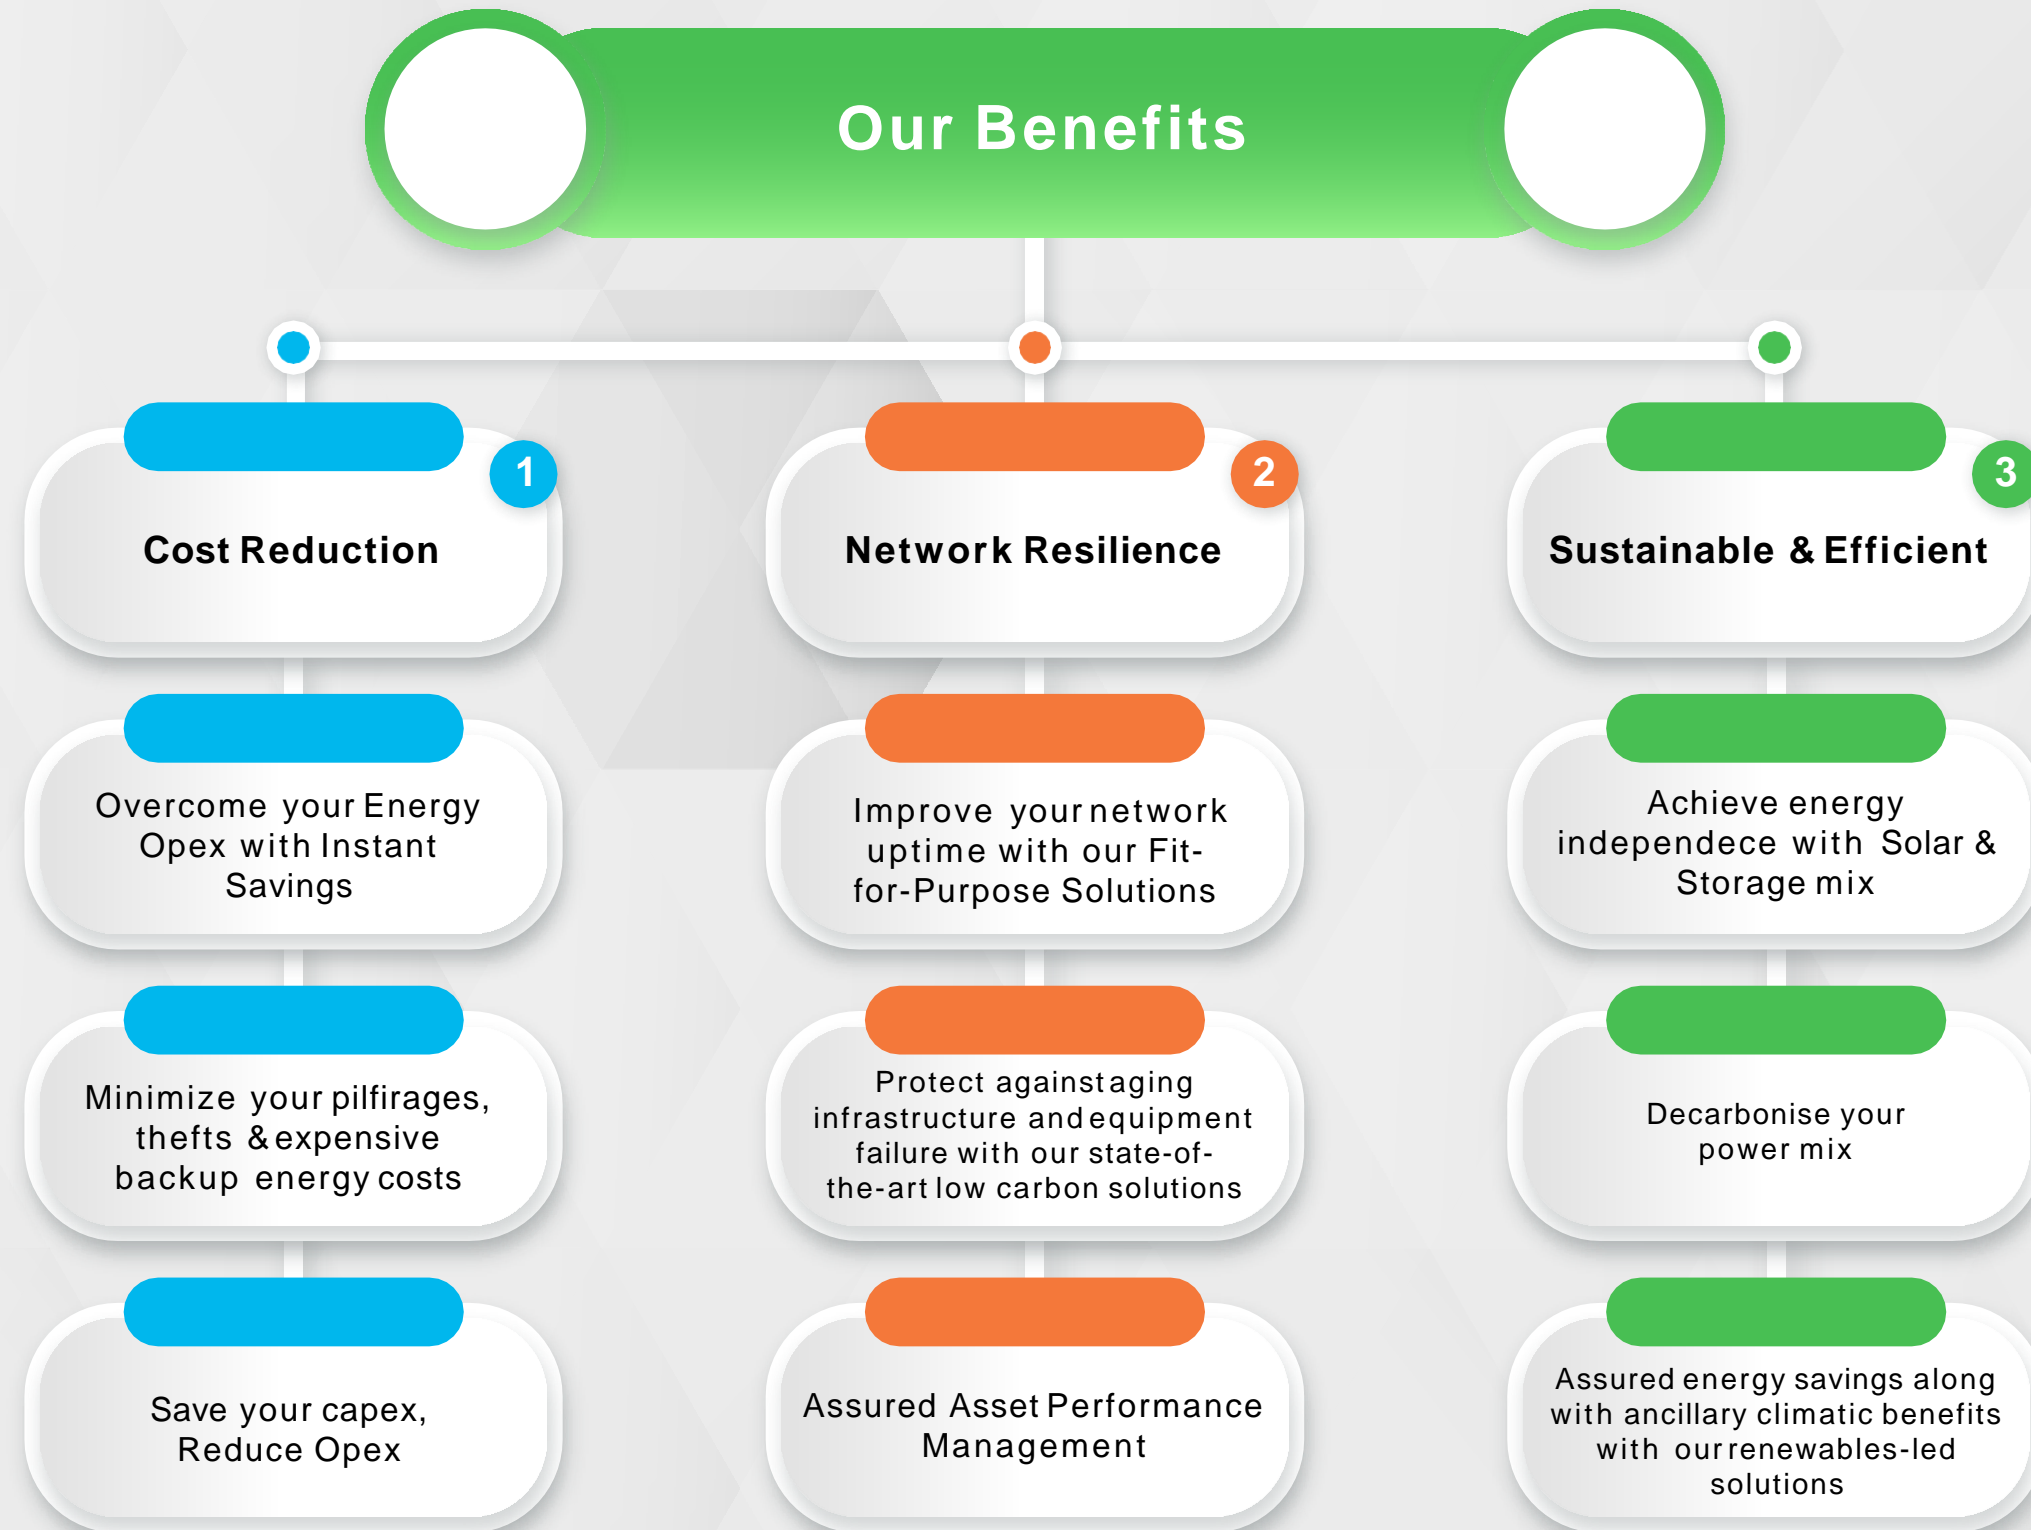 Our Benefits
1
Cost Reduction
Overcome your Energy
Opex with Instant
Savings
Minimize your pilfirages,
thefts & expensive
backup energy costs
Save your capex,
Reduce Opex
2
Network Resilience
Improve your network
uptime with our Fit-
for-Purpose Solutions
Protect against aging
infrastructure and equipment
failure with our state-of-
the-art low carbon solutions
Assured Asset Performance
Management
3
Sustainable & Efficient
Achieve energy
independece with Solar &
Storage mix
Decarbonise your
power mix
Assured energy savings along
with ancillary climatic benefits
with our renewables-led
solutions